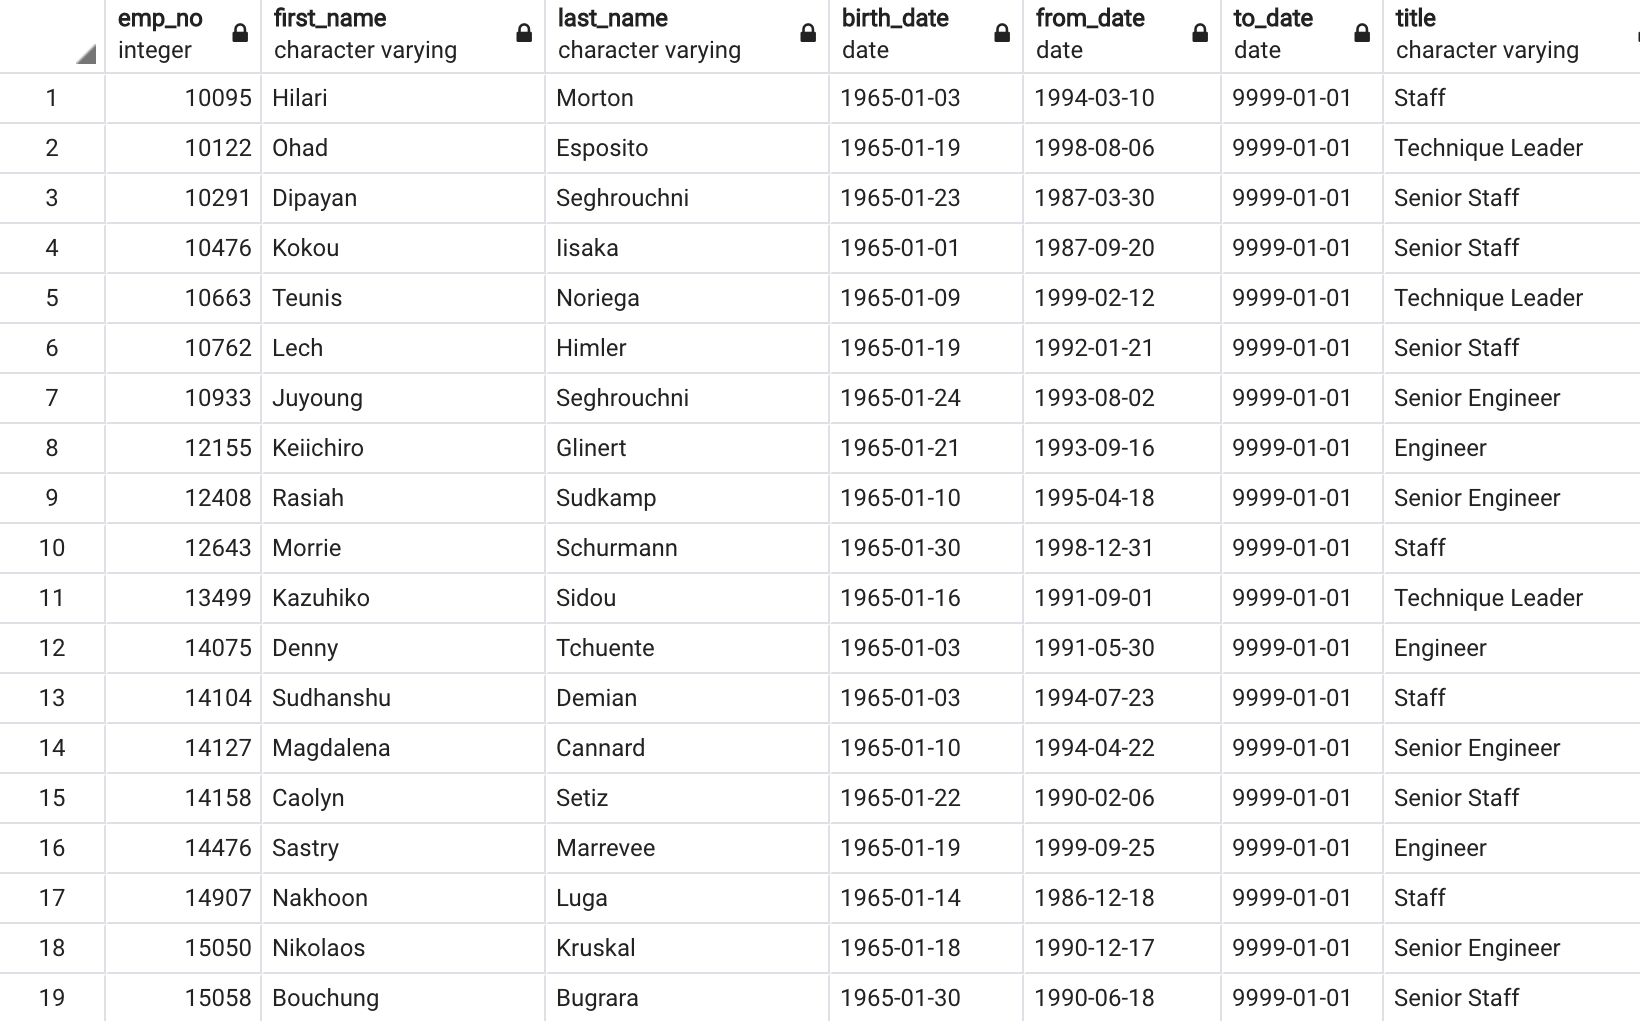 emp_no first_name last_name birth_date from_date to_date title
integer character varying character varying date date date character varying
1 10095 Hilari Morton 1965-01-03 1994-03-10 9999-01-01 Staff
2 10122 Ohad Esposito 1965-01-19 1998-08-06 9999-01-01 Technique Leader
3 10291 Dipayan Seghrouchni 1965-01-23 1987-03-30 9999-01-01 Senior Staff
4 10476 Kokou Iisaka 1965-01-01 1987-09-20 9999-01-01 Senior Staff
5 10663 Teunis Noriega 1965-01-09 1999-02-12 9999-01-01 Technique Leader
6 10762 Lech Himler 1965-01-19 1992-01-21 9999-01-01 Senior Staff
7 10933 Juyoung Seghrouchni 1965-01-24 1993-08-02 9999-01-01 Senior Engineer
8 12155 Keiichiro Glinert 1965-01-21 1993-09-16 9999-01-01 Engineer
9 12408 Rasiah Sudkamp 1965-01-10 1995-04-18 9999-01-01 Senior Engineer
10 12643 Morrie Schurmann 1965-01-30 1998-12-31 9999-01-01 Staff
11 13499 Kazuhiko Sidou 1965-01-16 1991-09-01 9999-01-01 Technique Leader
12 14075 Denny Tchuente 1965-01-03 1991-05-30 9999-01-01 Engineer
13 14104 Sudhanshu Demian 1965-01-03 1994-07-23 9999-01-01 Staff
14 14127 Magdalena Cannard 1965-01-10 1994-04-22 9999-01-01 Senior Engineer
15 14158 Caolyn Setiz 1965-01-22 1990-02-06 9999-01-01 Senior Staff
16 14476 Sastry Marrevee 1965-01-19 1999-09-25 9999-01-01 Engineer
17 14907 Nakhoon Luga 1965-01-14 1986-12-18 9999-01-01 Staff
18 15050 Nikolaos Kruskal 1965-01-18 1990-12-17 9999-01-01 Senior Engineer
19 15058 Bouchung Bugrara 1965-01-30 1990-06-18 9999-01-01 Senior Staff